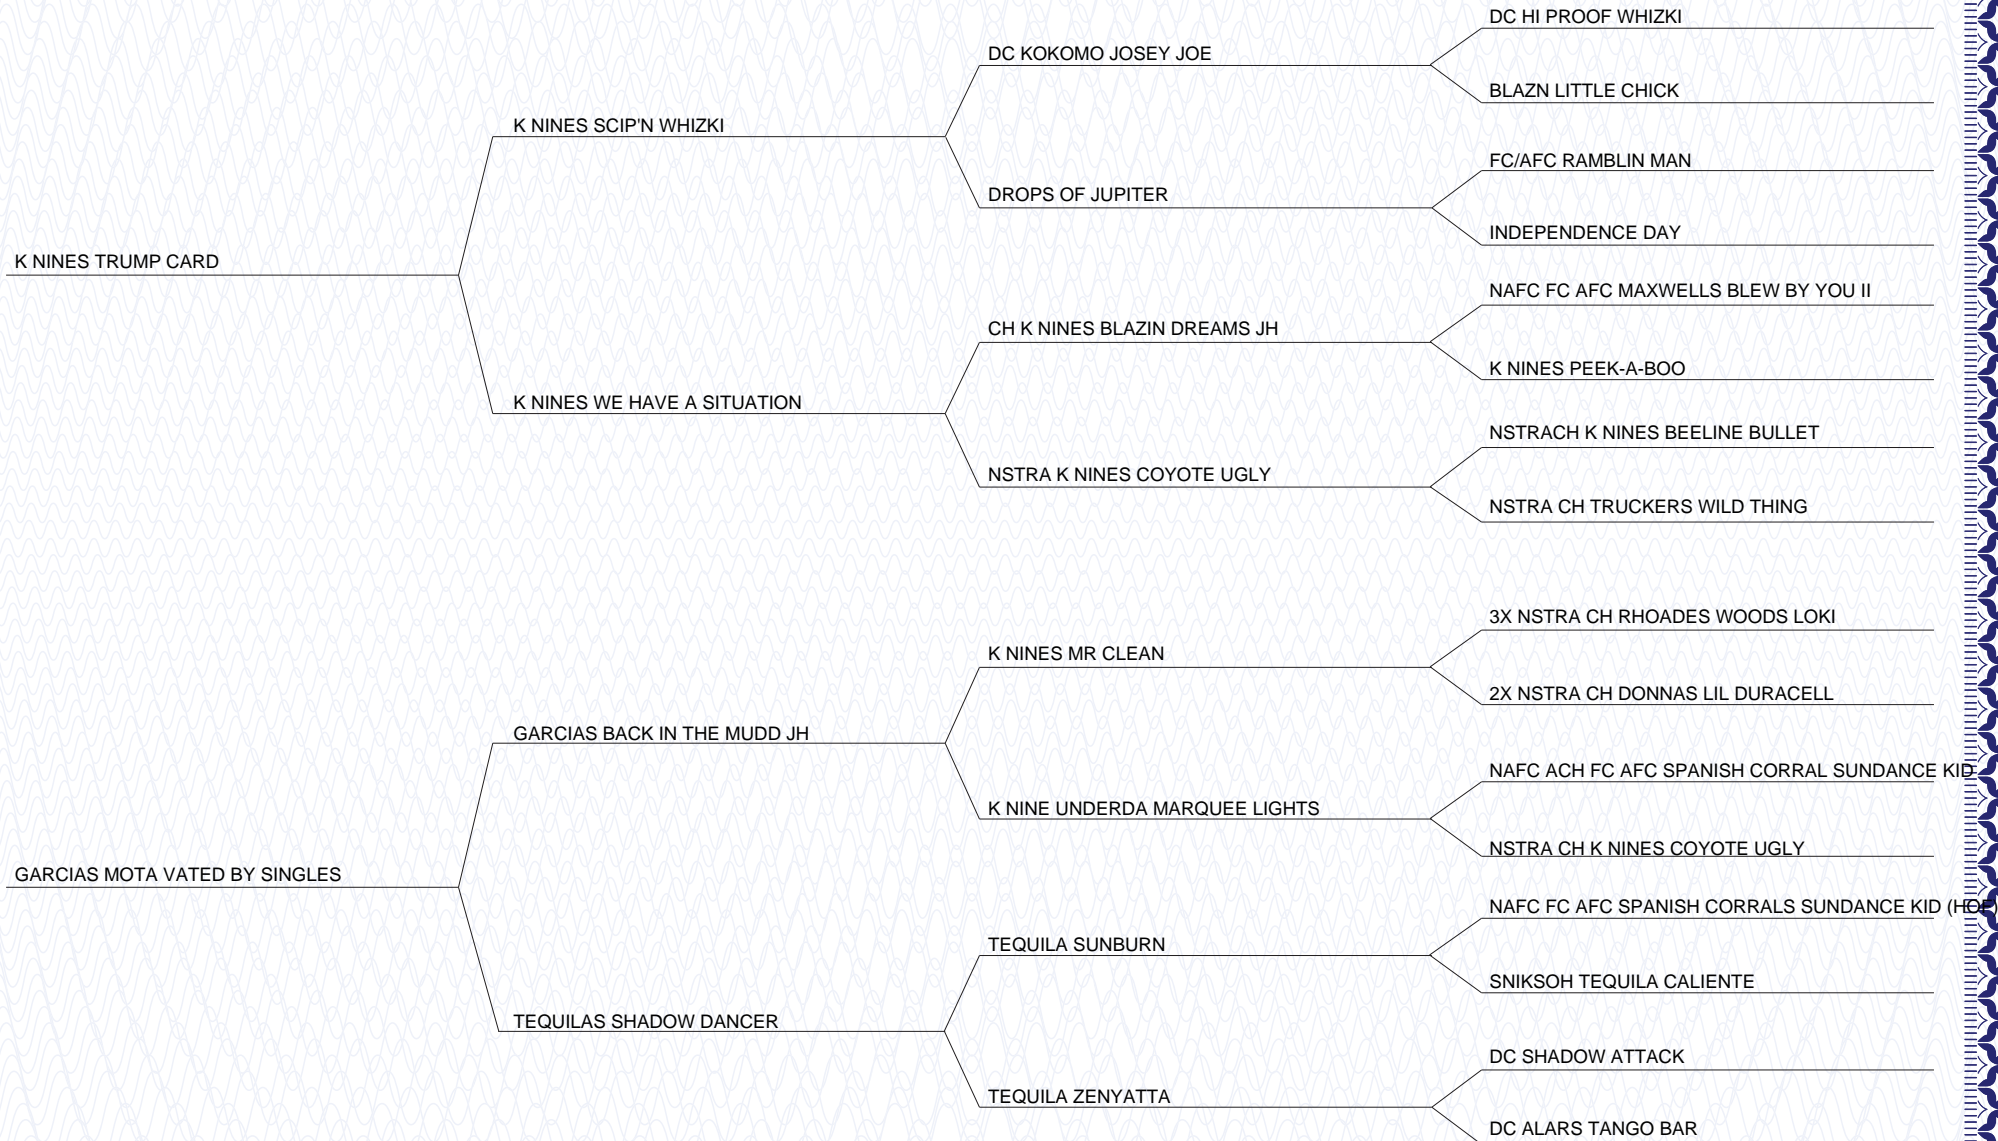 DC HI PROOF WHIZKI
DC KOKOMO JOSEY JOE
BLAZN LITTLE CHICK
K NINES SCIP'N WHIZKI
FC/AFC RAMBLIN MAN
DROPS OF JUPITER
INDEPENDENCE DAY
K NINES TRUMP CARD
NAFC FC AFC MAXWELLS BLEW BY YOU II
CH K NINES BLAZIN DREAMS JH
K NINES PEEK-A-BOO
K NINES WE HAVE A SITUATION
NSTRACH K NINES BEELINE BULLET
NSTRA K NINES COYOTE UGLY
NSTRA CH TRUCKERS WILD THING
3X NSTRA CH RHOADES WOODS LOKI
K NINES MR CLEAN
2X NSTRA CH DONNAS LIL DURACELL
GARCIAS BACK IN THE MUDD JH
NAFC ACH FC AFC SPANISH CORRAL SUNDANCE KID
K NINE UNDERDA MARQUEE LIGHTS
NSTRA CH K NINES COYOTE UGLY
GARCIAS MOTA VATED BY SINGLES
NAFC FC AFC SPANISH CORRALS SUNDANCE KID (HOF)
TEQUILA SUNBURN
SNIKSOH TEQUILA CALIENTE
TEQUILAS SHADOW DANCER
DC SHADOW ATTACK
TEQUILA ZENYATTA
DC ALARS TANGO BAR